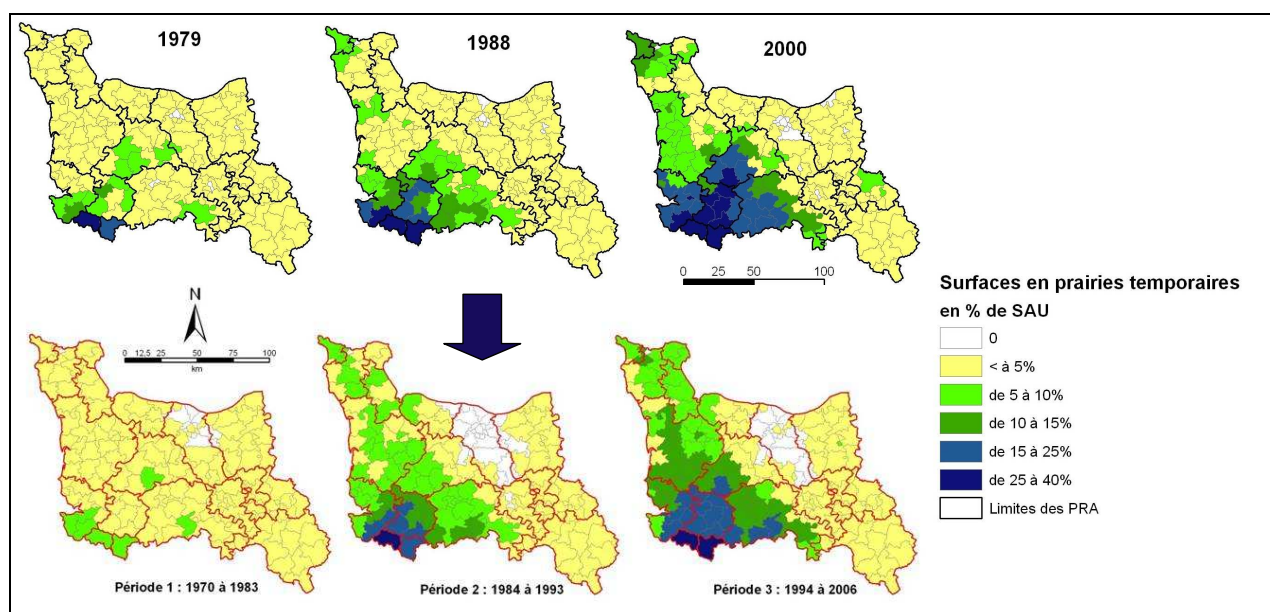 1979
1988
2000
0 25 50 100
N
0 12,5 25 50 75 100
km
Surfaces en prairies temporaires
en % de SAU
0
< à 5%
de 5 à 10%
de 10 à 15%
de 15 à 25%
de 25 à 40%
Limites des PRA
Période 1 : 1970 à 1983
Période 2 : 1984 à 1993
Période 3 : 1994 à 2006